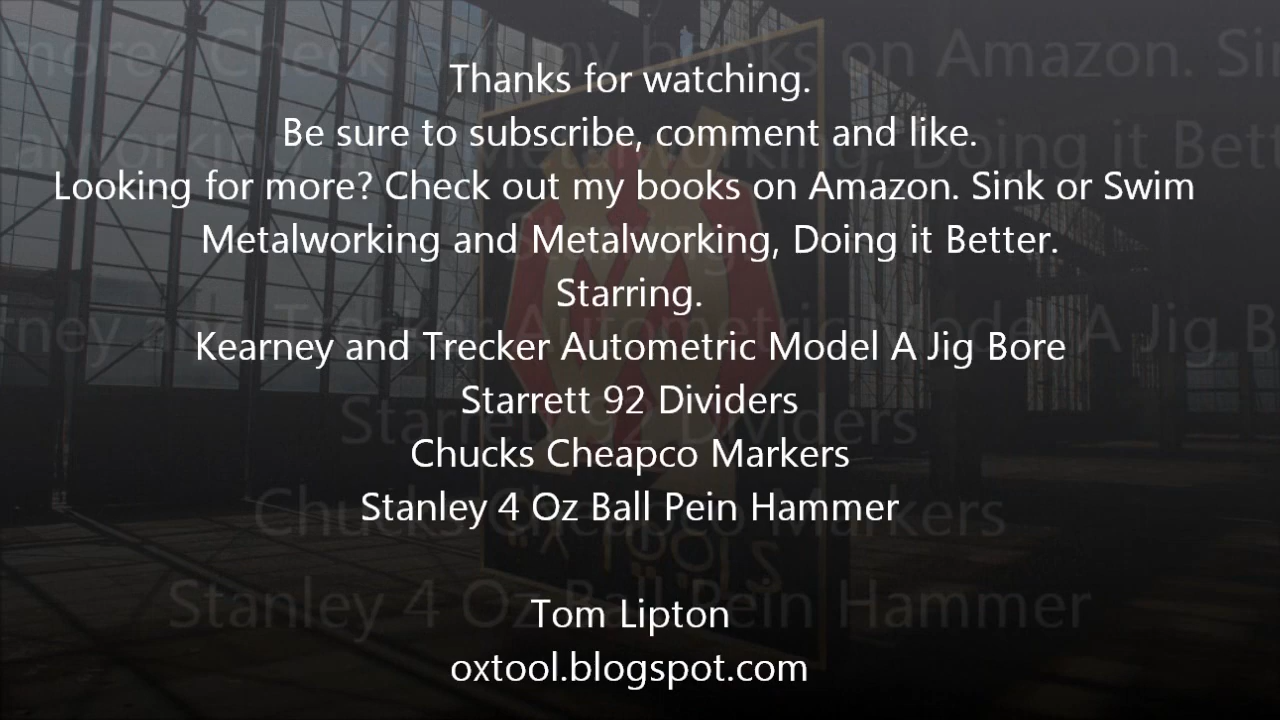 Thanks for watching.
Be sure to subscribe, comment and like.
Looking for more? Check out my books on Amazon. Sink or Swim
Metalworking and Metalworking, Doing it Better.
Starring.
Kearney and Trecker Autometric Model A Jig Bore
Starrett 92 Dividers
Chucks Cheapco Markers
Stanley 4 Oz Ball Pein Hammer
Tom Lipton
oxtool.blogspot.com